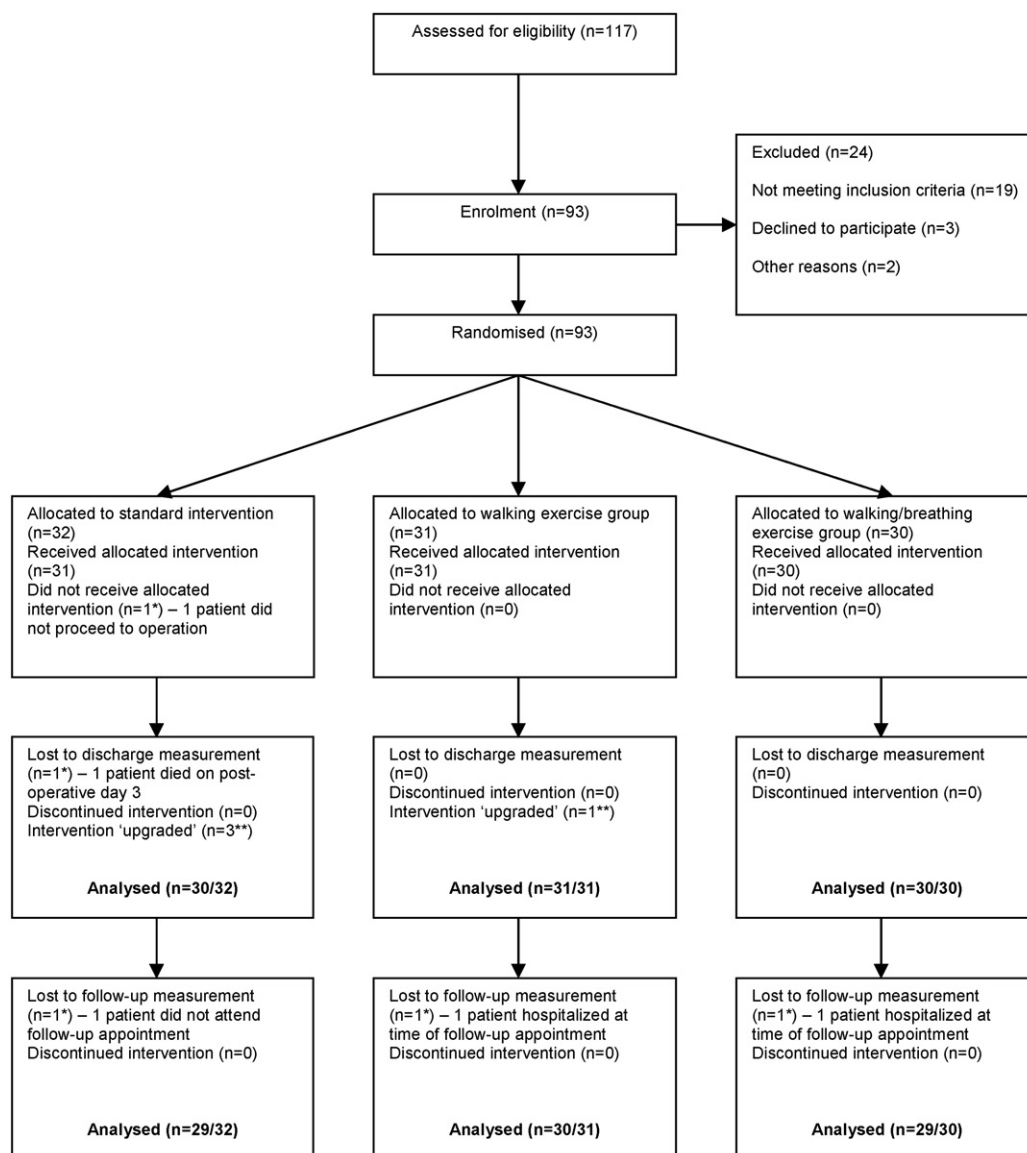 Assessed for eligibility (n=117)
Excluded (n=24)
Not meeting inclusion criteria (n=19)
Declined to participate (n=3)
Other reasons (n=2)
Enrolment (n=93)
Randomised (n=93)
Allocated to standard intervention
(n=32)
Received allocated intervention
(n=31)
Did not receive allocated
intervention (n=1*) – 1 patient did
not proceed to operation
Allocated to walking exercise group
(n=31)
Received allocated intervention
(n=31)
Did not receive allocated
intervention (n=0)
Allocated to walking/breathing
exercise group (n=30)
Received allocated intervention
(n=30)
Did not receive allocated
intervention (n=0)
Lost to discharge measurement
(n=1*) – 1 patient died on post-
operative day 3
Discontinued intervention (n=0)
Intervention ‘upgraded’ (n=3**)
Analysed (n=30/32)
Lost to discharge measurement
(n=0)
Discontinued intervention (n=0)
Intervention ‘upgraded’ (n=1**)
Analysed (n=31/31)
Lost to discharge measurement
(n=0)
Discontinued intervention (n=0)
Analysed (n=30/30)
Lost to follow-up measurement
(n=1*) – 1 patient did not attend
follow-up appointment
Discontinued intervention (n=0)
Analysed (n=29/32)
Lost to follow-up measurement
(n=1*) – 1 patient hospitalized at
time of follow-up appointment
Discontinued intervention (n=0)
Analysed (n=30/31)
Lost to follow-up measurement
(n=1*) – 1 patient hospitalized at
time of follow-up appointment
Discontinued intervention (n=0)
Analysed (n=29/30)